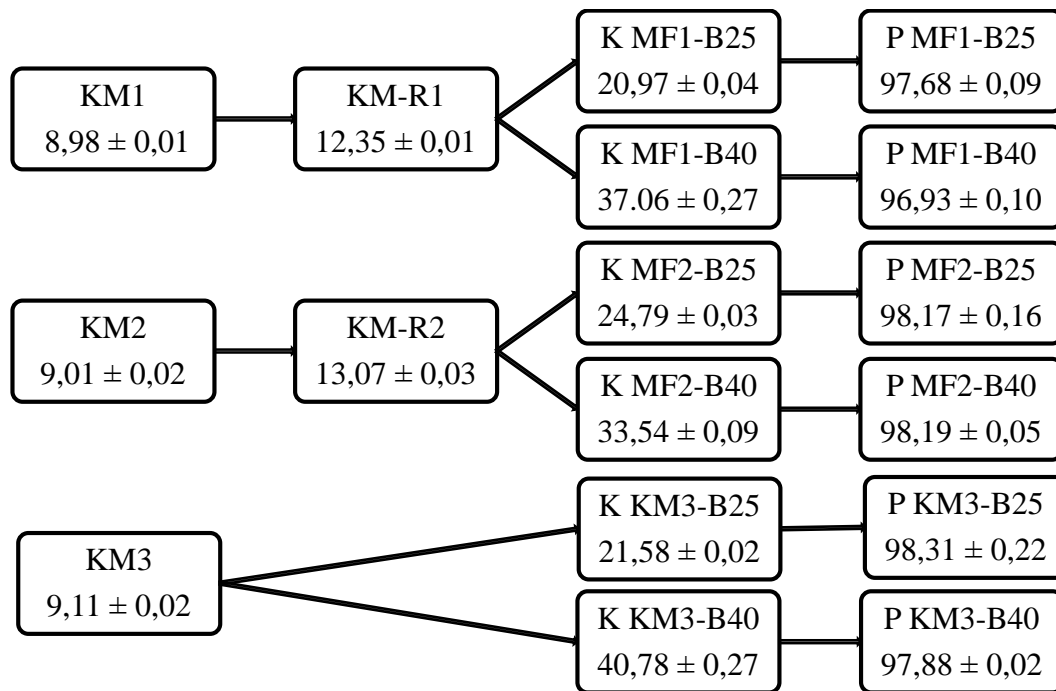 KM1
8,98 ± 0,01
KM-R1
12,35 ± 0,01
K MF1-B25
20,97 ± 0,04
P MF1-B25
97,68 ± 0,09
K MF1-B40
37.06 ± 0,27
P MF1-B40
96,93 ± 0,10
KM2
9,01 ± 0,02
KM-R2
13,07 ± 0,03
K MF2-B25
24,79 ± 0,03
P MF2-B25
98,17 ± 0,16
K MF2-B40
33,54 ± 0,09
P MF2-B40
98,19 ± 0,05
KM3
9,11 ± 0,02
K KM3-B25
21,58 ± 0,02
P KM3-B25
98,31 ± 0,22
K KM3-B40
40,78 ± 0,27
P KM3-B40
97,88 ± 0,02